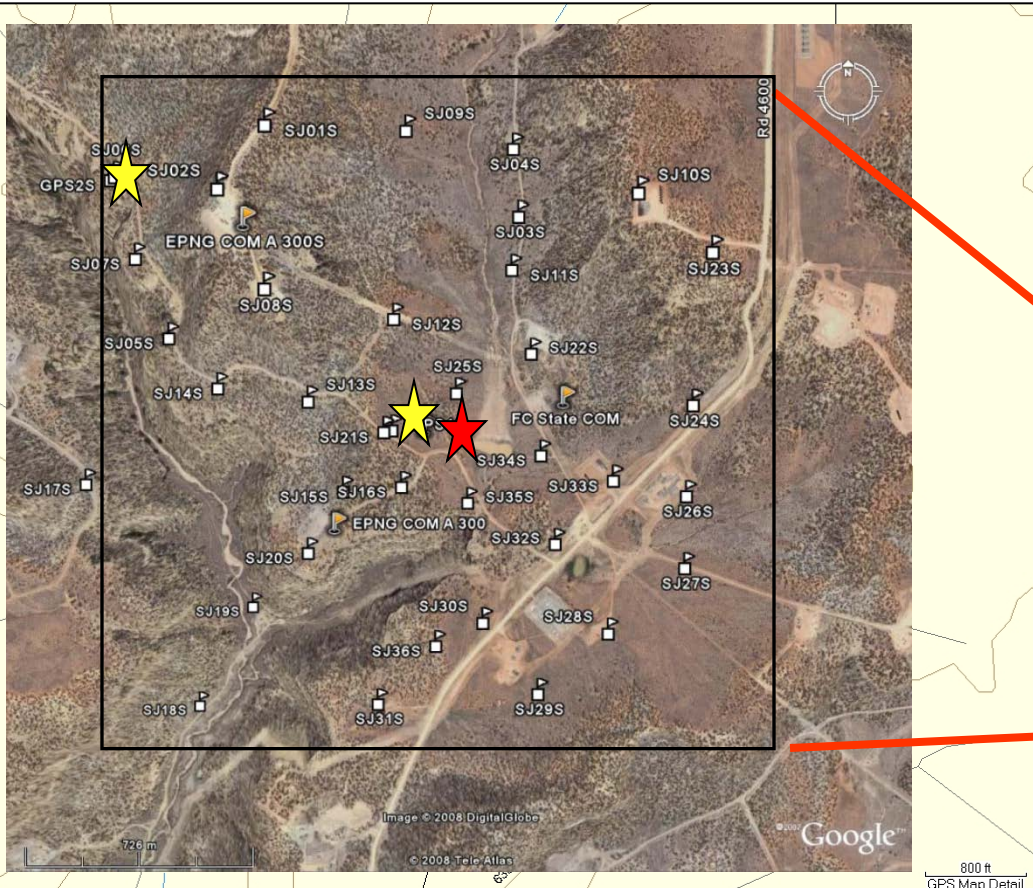 Rd 4600
N
SJ01S
SJ09S
SJ04S
SJ02S
GPS2S
SJ10S
EPNG COM A 300S
SJ03S
SJ07S
SJ23S
SJ11S
SJ08S
SJ12S
SJ05S
SJ22S
SJ25S
SJ14S
SJ13S
FC State COM
SJ24S
SJ21S
SJ34S
SJ17S
SJ15S
SJ16S
SJ33S
SJ35S
SJ26S
EPNG COM A 300
SJ32S
SJ20S
SJ27S
SJ19S
SJ30S
SJ28S
SJ36S
SJ18S
SJ31S
SJ29S
Image © 2008 DigitalGlobe
©2007 Google™
726 m
© 2008 Tele Atlas
800 ft
GPS Map Detail